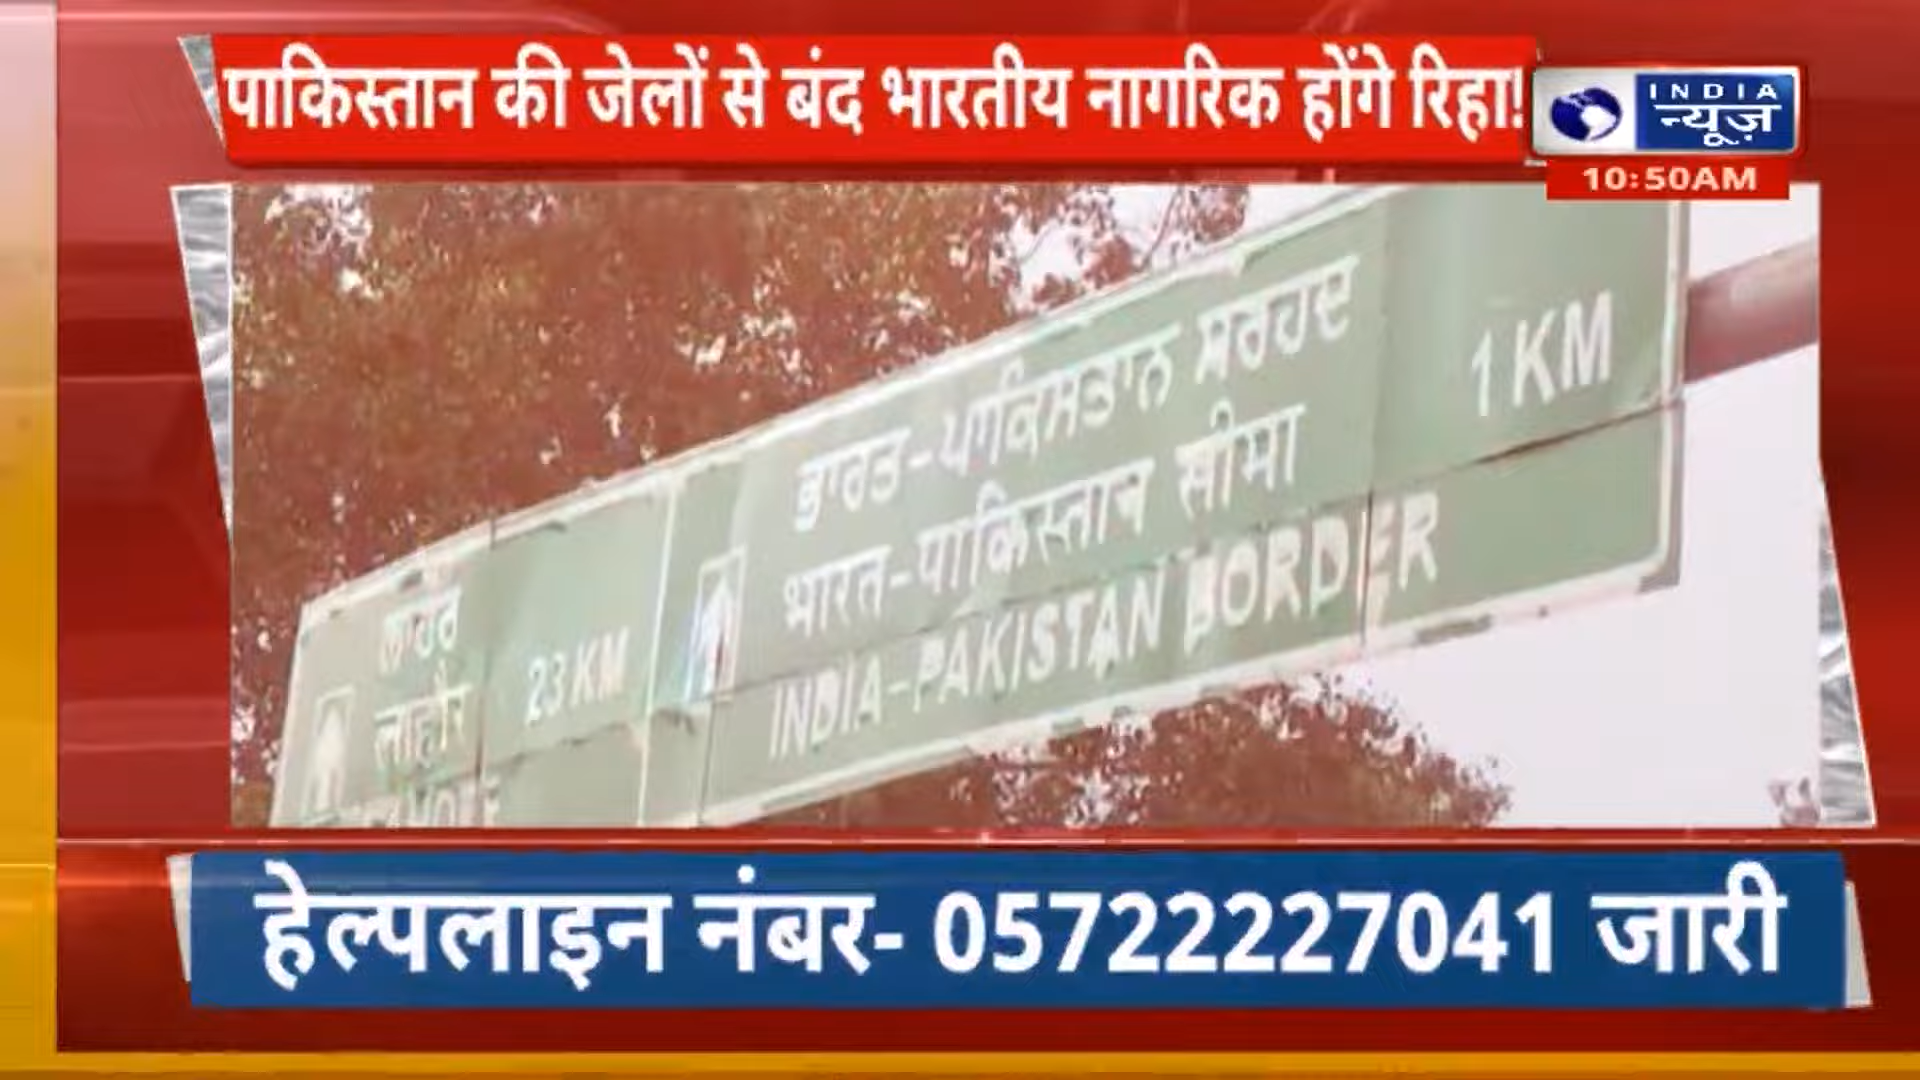 पाकिस्तान की जेलों से बंद भारतीय नागरिक होंगे रिहा!
INDIA
न्यूज़
10:50AM
ਭਾਰਤ-ਪਾਕਿਸਤਾਨ ਸਰਹਦ
1 KM
भारत-पाकिस्तान सीमा
INDIA-PAKISTAN BORDER
ਲਾਹੌਰ
लाहौर
23 KM
हेल्पलाइन नंबर- 05722227041 जारी